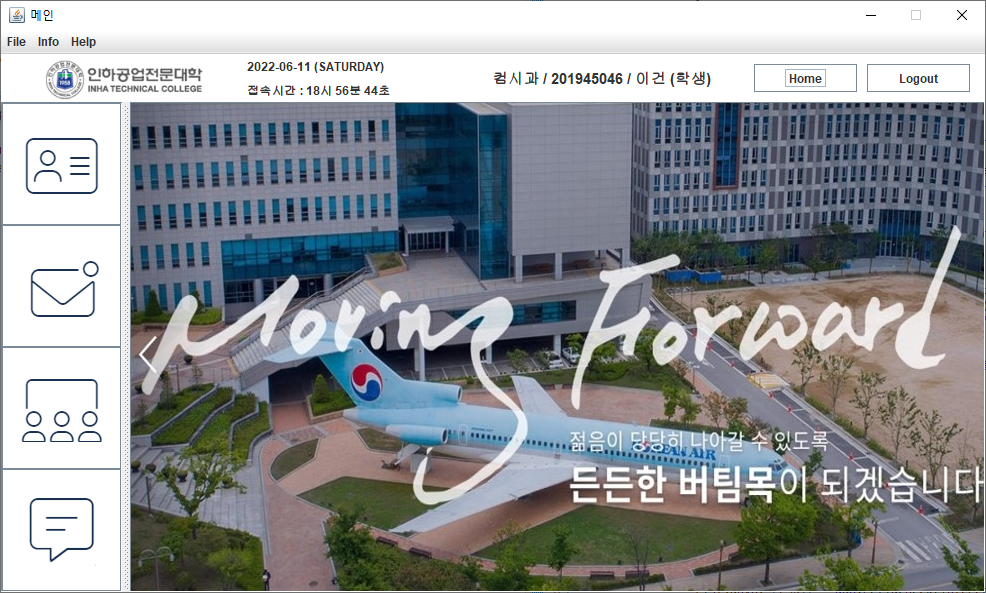 메인
File Info Help
인하공업전문대학
INHA TECHNICAL COLLEGE
1958
2022-06-11 (SATURDAY)
접속시간 : 18시 56분 44초
컴시과 / 201945046 / 이건 (학생)
Home
Logout
Moving Forward
KOREAN AIR
젊음이 당당히 나아갈 수 있도록
든든한 버팀목이 되겠습니다